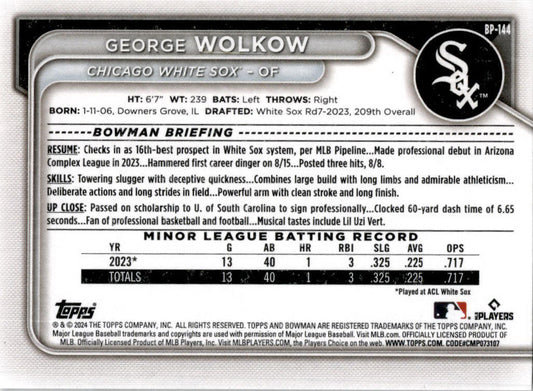 BP-144
GEORGE WOLKOW
CHICAGO WHITE SOX™ - OF
Sox
™
HT: 6'7" WT: 239 BATS: Left THROWS: Right
BORN: 1-11-06, Downers Grove, IL DRAFTED: White Sox Rd7-2023, 209th Overall
BOWMAN BRIEFING
RESUME: Checks in as 16th-best prospect in White Sox system, per MLB Pipeline...Made professional debut in Arizona
Complex League in 2023...Hammered first career dinger on 8/15...Posted three hits, 8/8.
SKILLS: Towering slugger with deceptive quickness...Combines large build with long limbs and admirable athleticism...
Deliberate actions and long strides in field...Powerful arm with clean stroke and long finish.
UP CLOSE: Passed on scholarship to U. of South Carolina to sign professionally...Clocked 60-yard dash time of 6.65
seconds...Fan of professional basketball and football...Musical tastes include Lil Uzi Vert.
MINOR LEAGUE BATTING RECORD
YR G AB HR RBI SLG AVG OPS
2023* 13 40 1 3 .325 .225 .717
TOTALS 13 40 1 3 .325 .225 .717
*Played at ACL White Sox
Topps
MLB PLAYERS
® & © 2024 THE TOPPS COMPANY, INC. ALL RIGHTS RESERVED. TOPPS AND BOWMAN ARE REGISTERED TRADEMARKS OF THE TOPPS COMPANY, INC.
Major League Baseball trademarks and copyrights are used with permission of Major League Baseball. Visit MLB.com. OFFICIALLY LICENSED PRODUCT OF
MLB. Officially Licensed Product of MLB Players, Inc. Visit MLBPLAYERS.com, the Players Choice on the web. WWW.TOPPS.COM. CODE#CMP073107